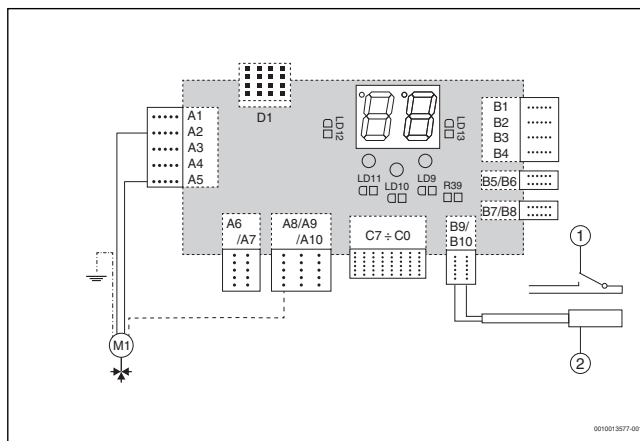 D1
A1
A2
A3
A4
A5
LD12
LD13
B1
B2
B3
B4
LD11
LD10
LD9
R39
B5/B6
B7/B8
A6
/A7
A8/A9
/A10
C7 ÷ C0
B9/
B10
1
M1
2
0010013577-001